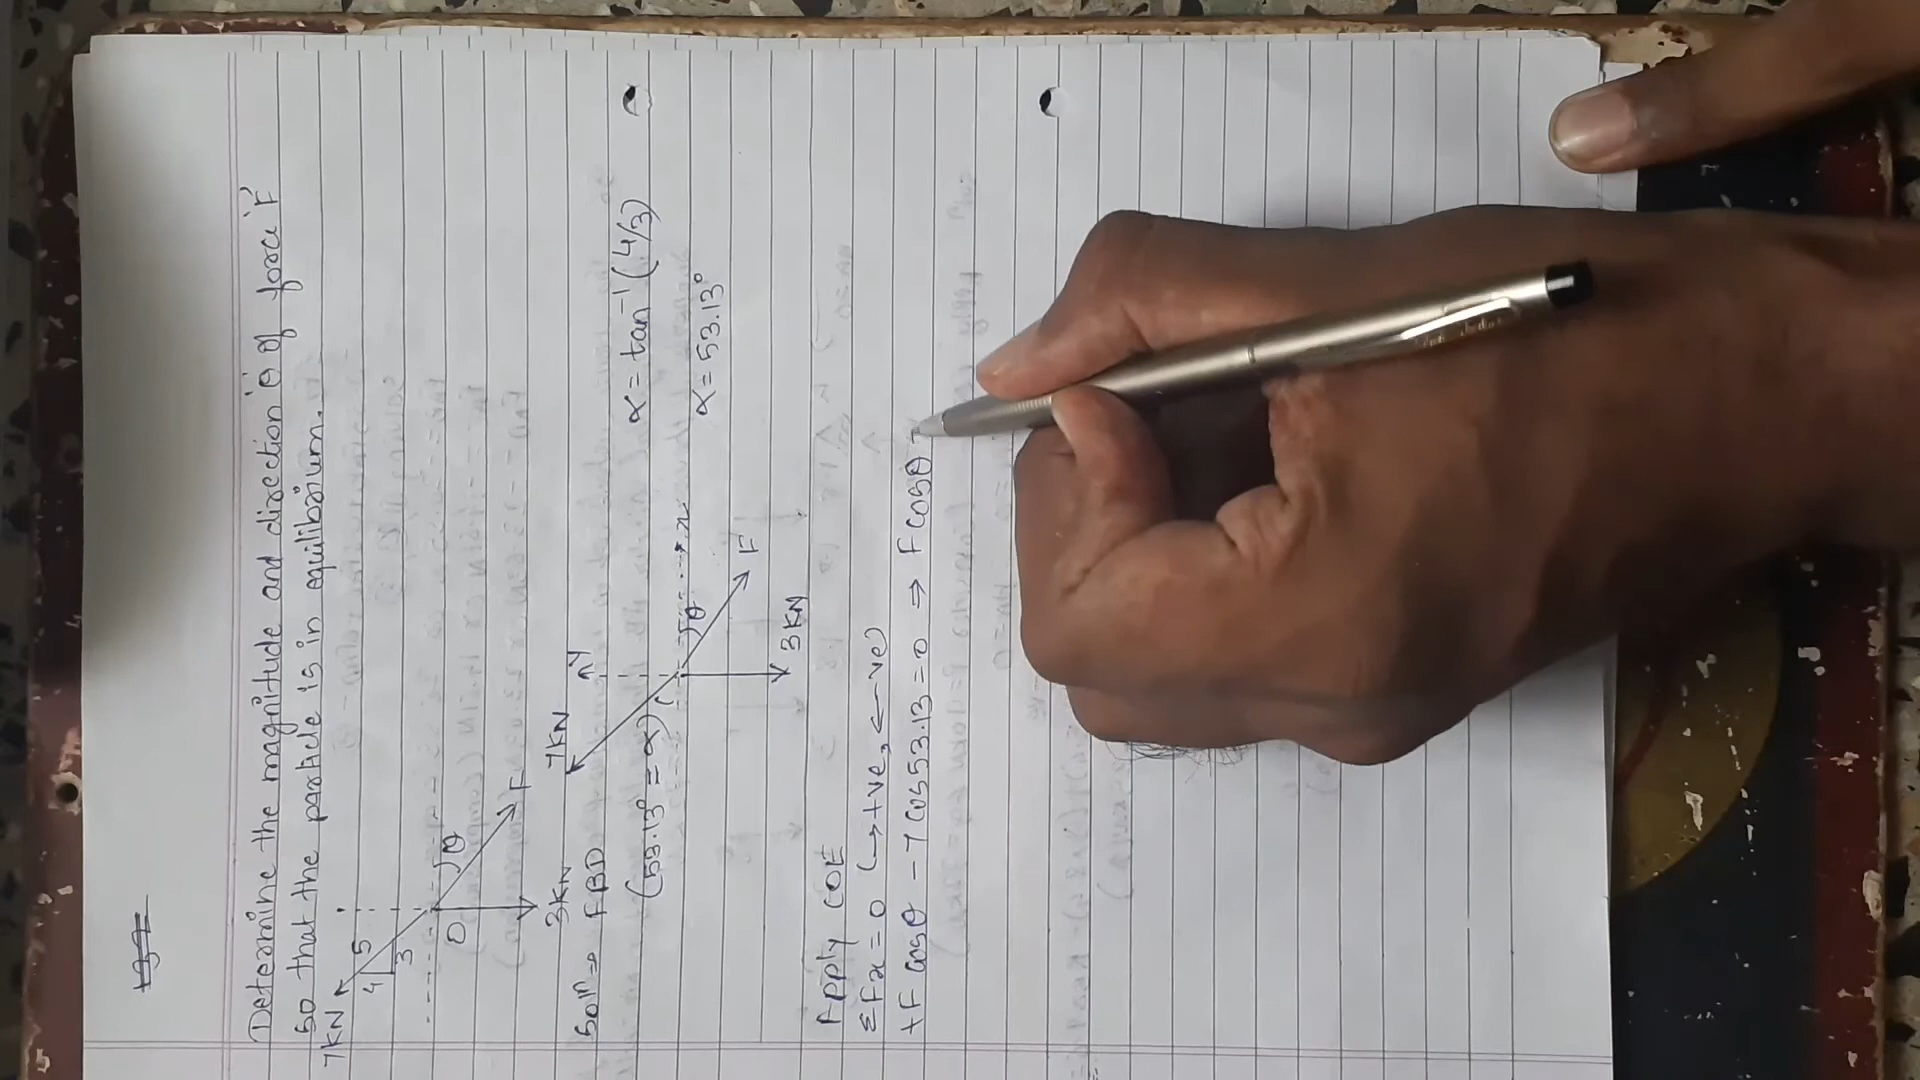 Determine the magnitude and direction 'θ' of force 'F'
so that the particle is in equilibrium.
7KN
4
5
3
O
θ
F
3KN
Solⁿ ⇒ FBD
7KN
y
(53.13° = α)
x
θ
F
3KN
α = tan⁻¹(4/3)
α = 53.13°
Apply COE
ΣFx = 0 (→ +ve, ← -ve)
+F cosθ - 7 cos53.13 = 0 ⇒ F cosθ